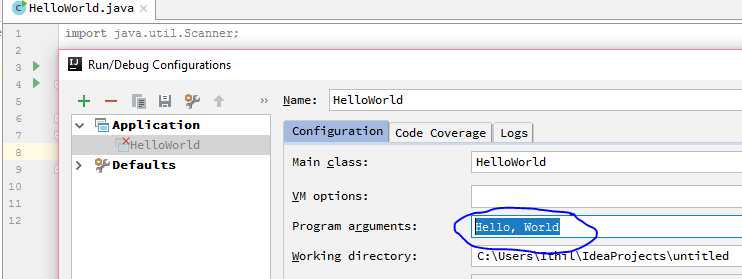 HelloWorld.java
1 import java.util.Scanner;
2
3
4
5
6
7
8
9
10
11
12
Run/Debug Configurations
Name: HelloWorld
Application
HelloWorld
Defaults
Configuration Code Coverage Logs
Main class: HelloWorld
VM options:
Program arguments: Hello, World
Working directory: C:\Users\Ithil\IdeaProjects\untitled